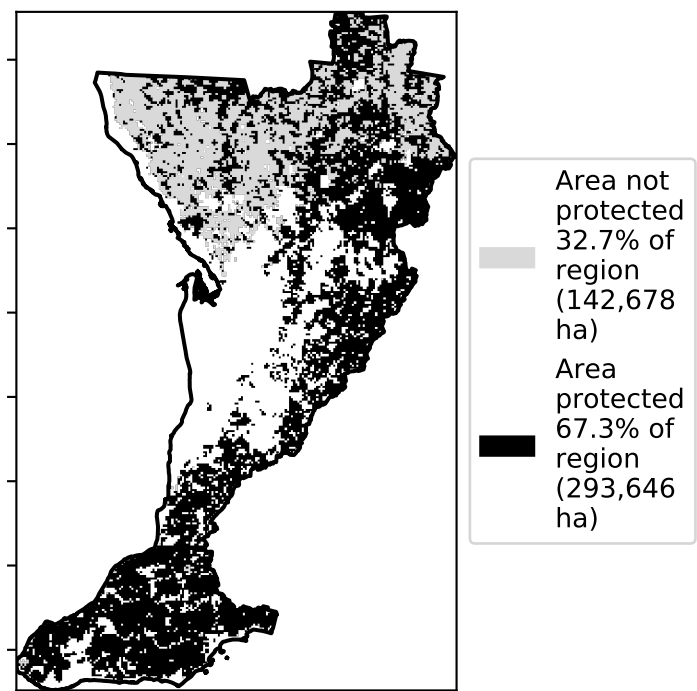 Area not
protected
32.7% of
region
(142,678
ha)
Area
protected
67.3% of
region
(293,646
ha)